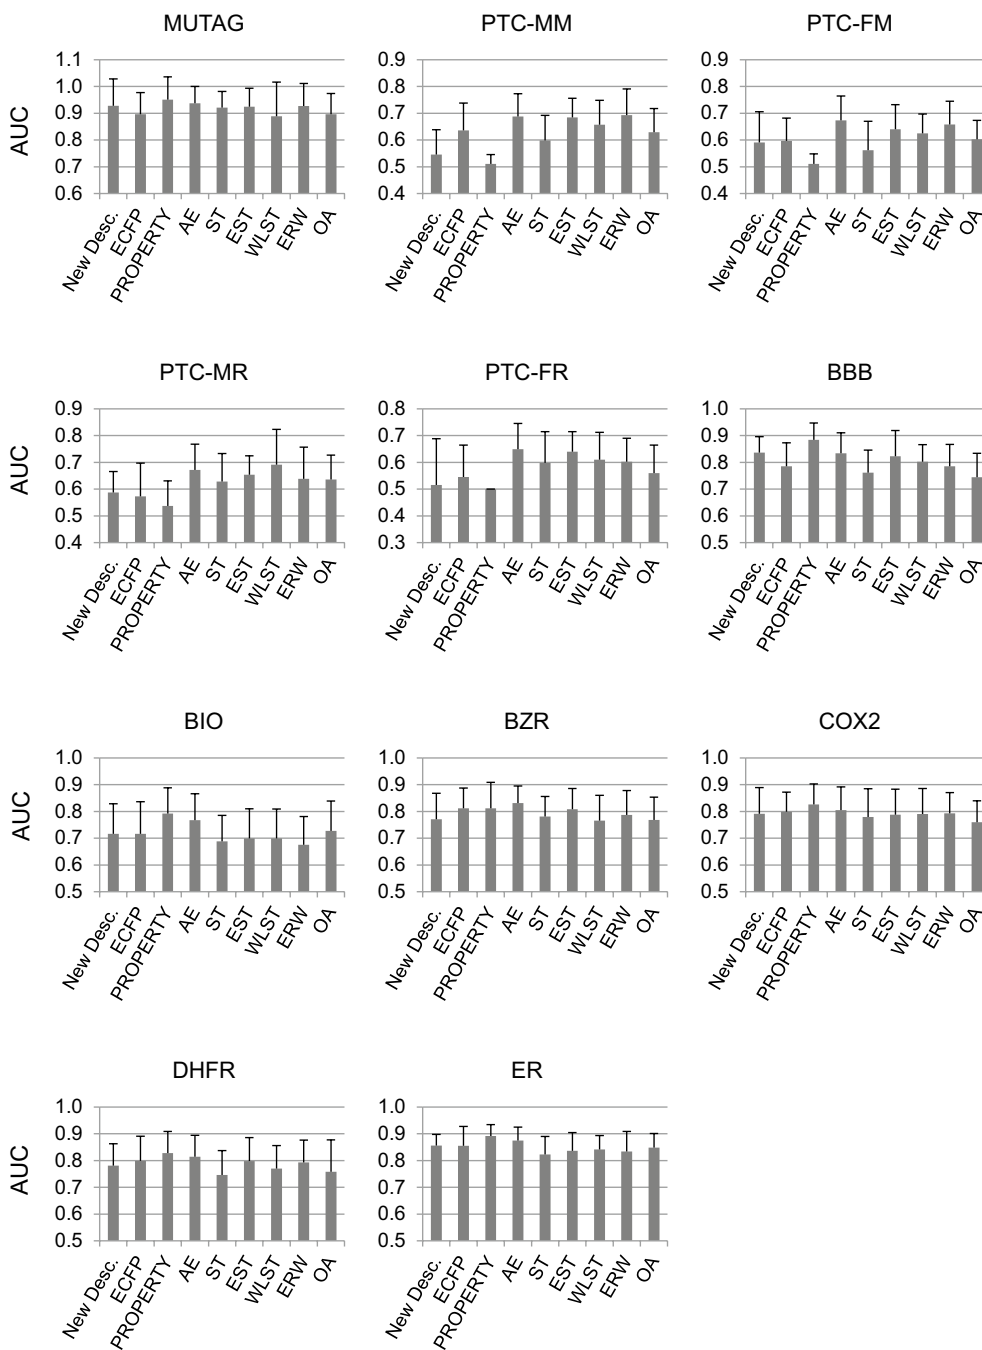 MUTAG
AUC
1.1
1.0
0.9
0.8
0.7
0.6
New Desc.
ECFP
PROPERTY
AE
ST
EST
WLST
ERW
OA
PTC-MM
0.9
0.8
0.7
0.6
0.5
0.4
New Desc.
ECFP
PROPERTY
AE
ST
EST
WLST
ERW
OA
PTC-FM
0.9
0.8
0.7
0.6
0.5
0.4
New Desc.
ECFP
PROPERTY
AE
ST
EST
WLST
ERW
OA
PTC-MR
AUC
0.9
0.8
0.7
0.6
0.5
0.4
New Desc.
ECFP
PROPERTY
AE
ST
EST
WLST
ERW
OA
PTC-FR
0.8
0.7
0.6
0.5
0.4
0.3
New Desc.
ECFP
PROPERTY
AE
ST
EST
WLST
ERW
OA
BBB
1.0
0.9
0.8
0.7
0.6
0.5
New Desc.
ECFP
PROPERTY
AE
ST
EST
WLST
ERW
OA
BIO
AUC
1.0
0.9
0.8
0.7
0.6
0.5
New Desc.
ECFP
PROPERTY
AE
ST
EST
WLST
ERW
OA
BZR
1.0
0.9
0.8
0.7
0.6
0.5
New Desc.
ECFP
PROPERTY
AE
ST
EST
WLST
ERW
OA
COX2
1.0
0.9
0.8
0.7
0.6
0.5
New Desc.
ECFP
PROPERTY
AE
ST
EST
WLST
ERW
OA
DHFR
AUC
1.0
0.9
0.8
0.7
0.6
0.5
New Desc.
ECFP
PROPERTY
AE
ST
EST
WLST
ERW
OA
ER
1.0
0.9
0.8
0.7
0.6
0.5
New Desc.
ECFP
PROPERTY
AE
ST
EST
WLST
ERW
OA